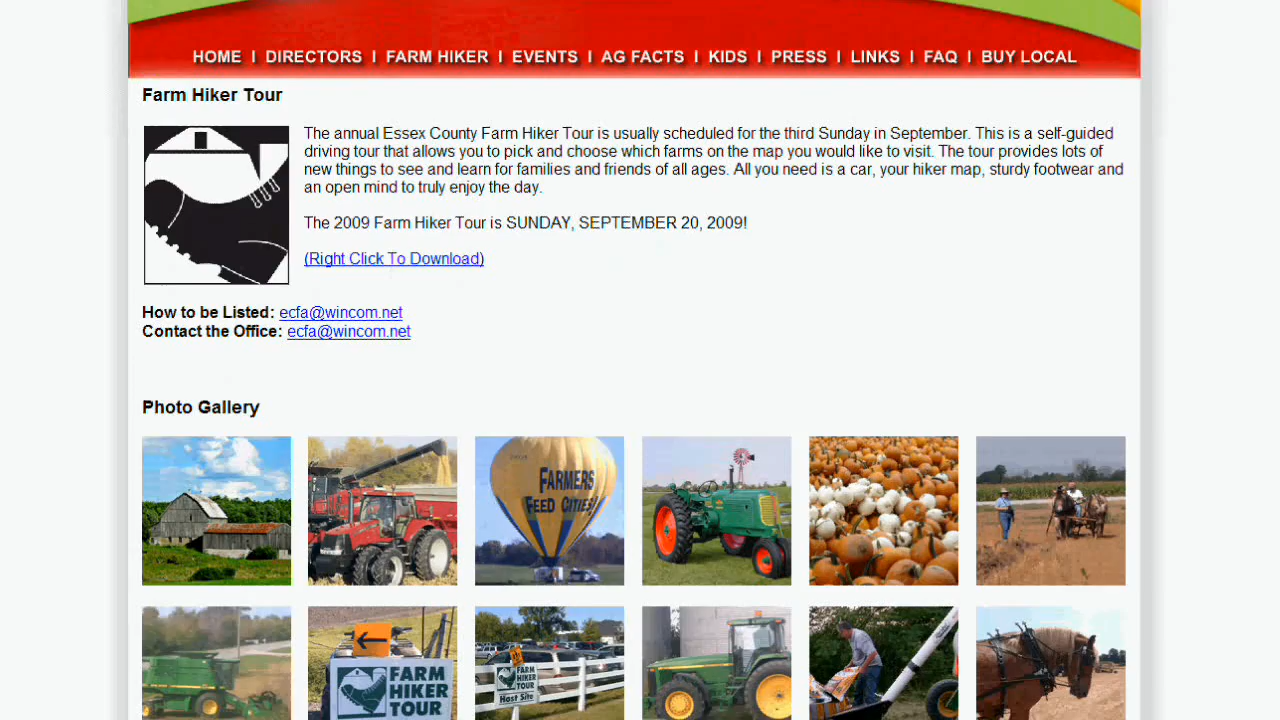 HOME | DIRECTORS | FARM HIKER | EVENTS | AG FACTS | KIDS | PRESS | LINKS | FAQ | BUY LOCAL
Farm Hiker Tour
The annual Essex County Farm Hiker Tour is usually scheduled for the third Sunday in September. This is a self-guided
driving tour that allows you to pick and choose which farms on the map you would like to visit. The tour provides lots of
new things to see and learn for families and friends of all ages. All you need is a car, your hiker map, sturdy footwear and
an open mind to truly enjoy the day.
The 2009 Farm Hiker Tour is SUNDAY, SEPTEMBER 20, 2009!
(Right Click To Download)
How to be Listed: ecfa@wincom.net
Contact the Office: ecfa@wincom.net
Photo Gallery
FARMERS
FEED CITIES
FARM
HIKER
TOUR
FARM
HIKER
TOUR
Host Site